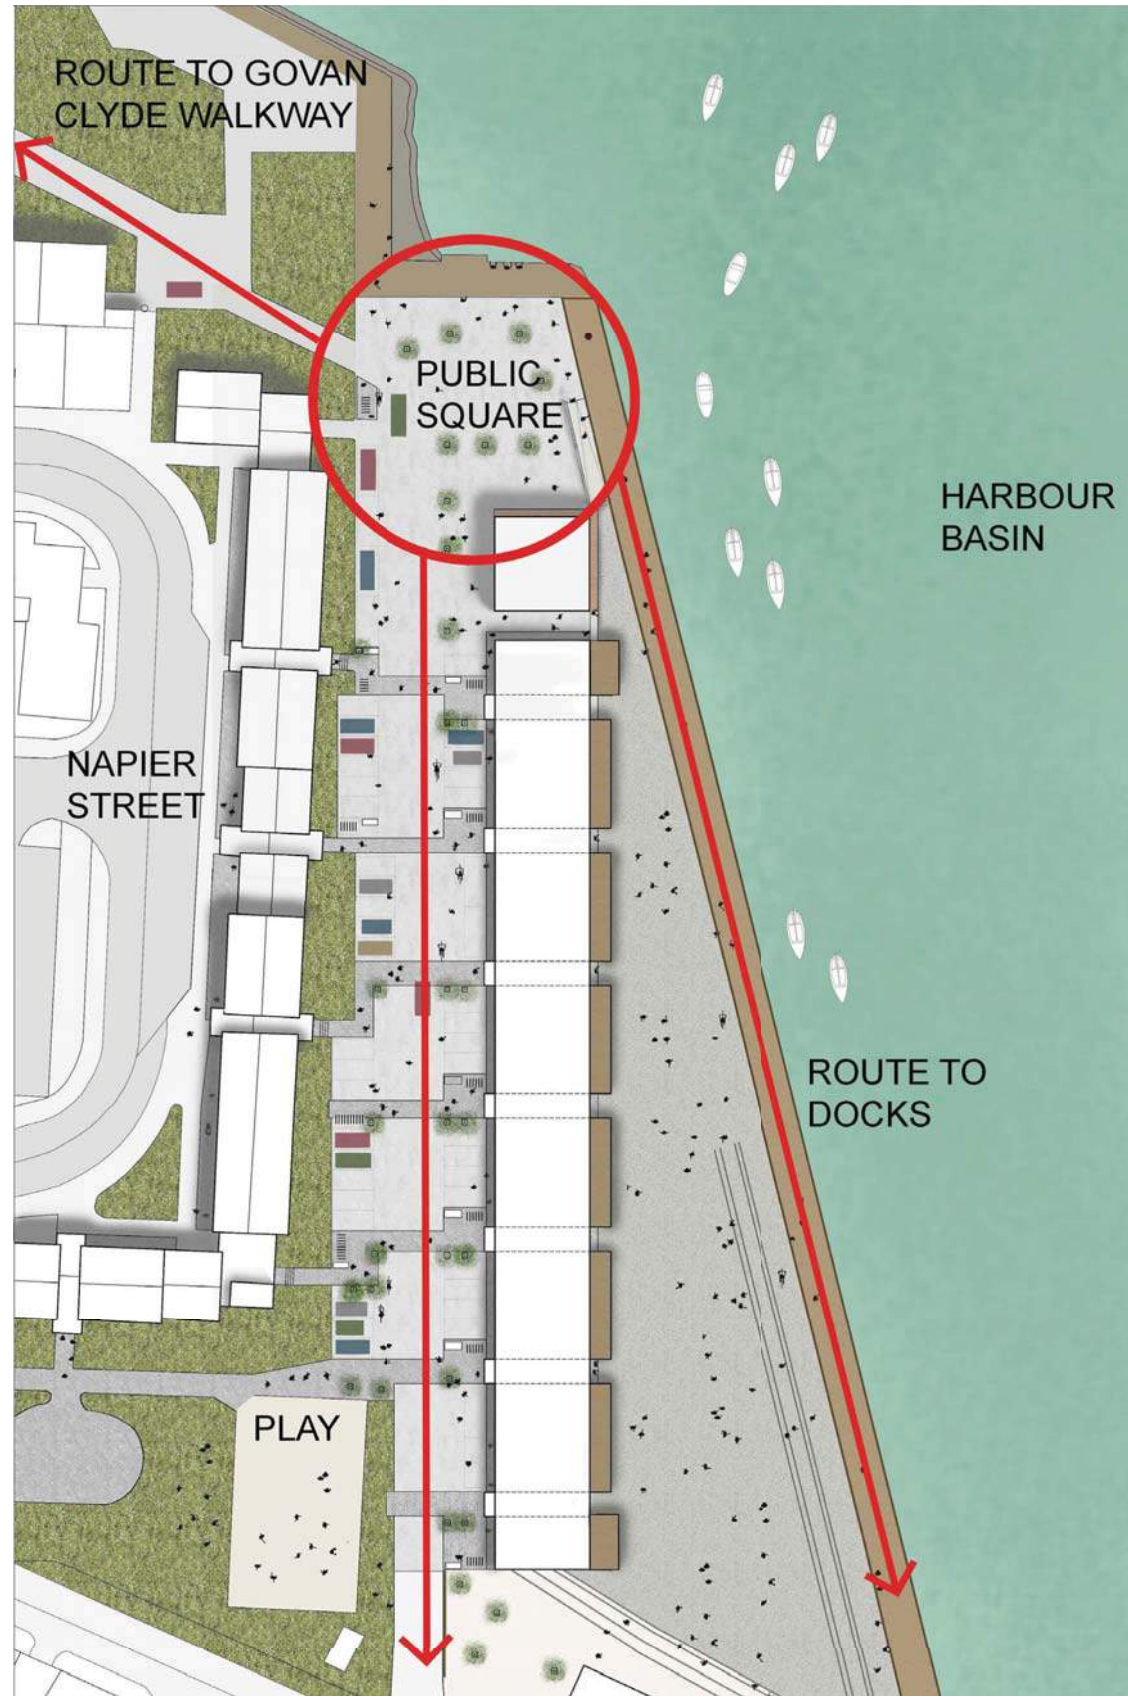 ROUTE TO GOVAN
CLYDE WALKWAY
PUBLIC
SQUARE
HARBOUR
BASIN
NAPIER
STREET
ROUTE TO
DOCKS
PLAY